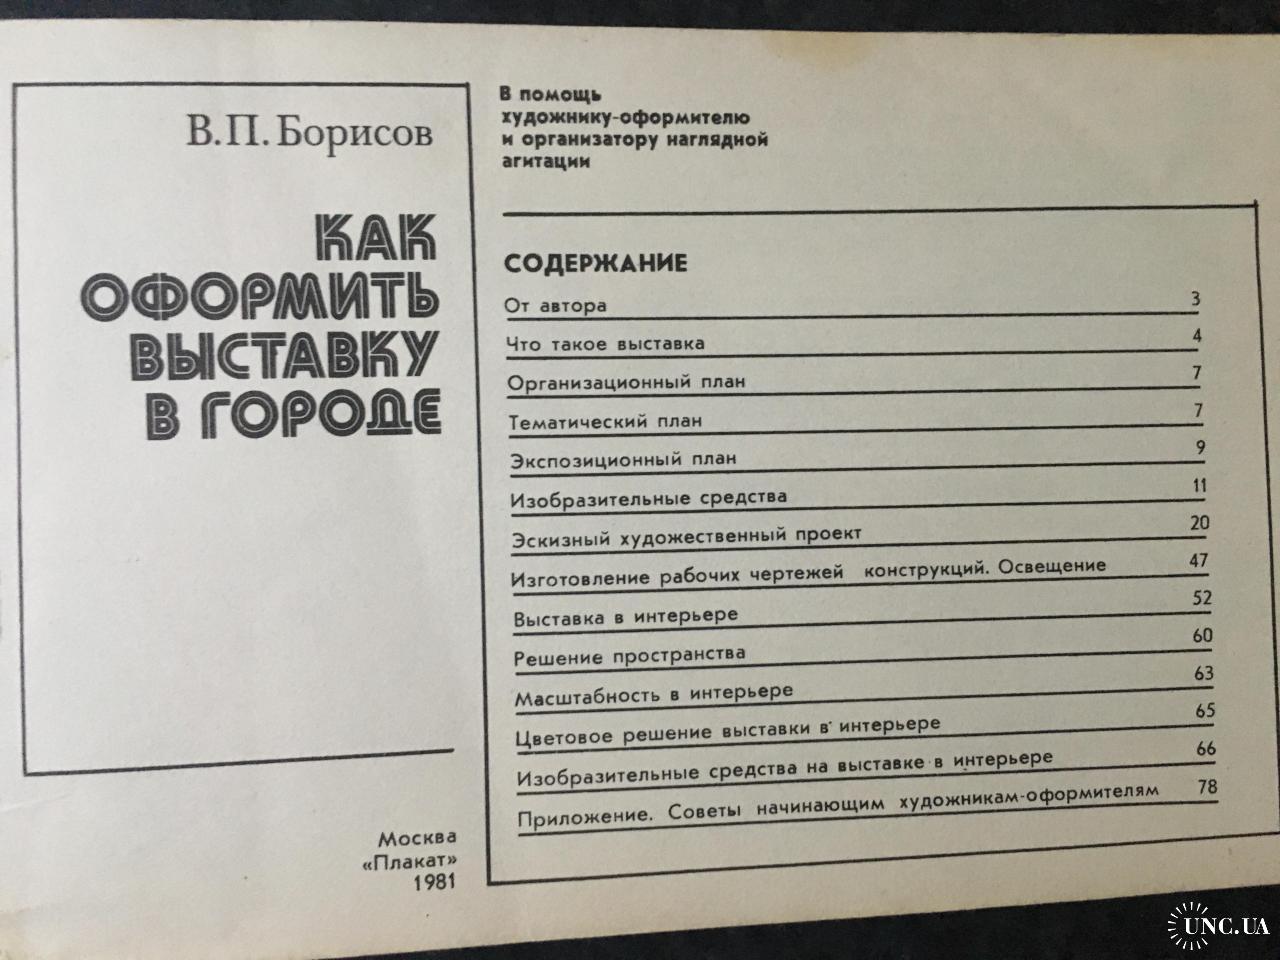 В.П. Борисов
КАК
ОФОРМИТЬ
ВЫСТАВКУ
В ГОРОДЕ
Москва
«Плакат»
1981
В помощь
художнику-оформителю
и организатору наглядной
агитации
СОДЕРЖАНИЕ
От автора 3
Что такое выставка 4
Организационный план 7
Тематический план 7
Экспозиционный план 9
Изобразительные средства 11
Эскизный художественный проект 20
Изготовление рабочих чертежей конструкций. Освещение 47
Выставка в интерьере 52
Решение пространства 60
Масштабность в интерьере 63
Цветовое решение выставки в интерьере 65
Изобразительные средства на выставке в интерьере 66
Приложение. Советы начинающим художникам-оформителям 78
UNC.UA